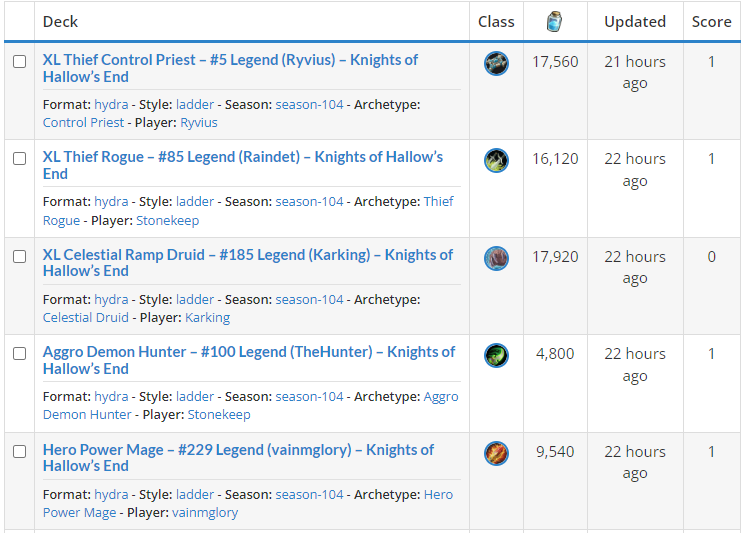 Deck Class Updated Score
XL Thief Control Priest – #5 Legend (Ryvius) – Knights of
Hallow’s End
Format: hydra - Style: ladder - Season: season-104 - Archetype:
Control Priest - Player: Ryvius
17,560
21 hours
ago
1
XL Thief Rogue – #85 Legend (Raindet) – Knights of Hallow’s
End
Format: hydra - Style: ladder - Season: season-104 - Archetype: Thief
Rogue - Player: Stonekeep
16,120
22 hours
ago
1
XL Celestial Ramp Druid – #185 Legend (Karking) – Knights of
Hallow’s End
Format: hydra - Style: ladder - Season: season-104 - Archetype:
Celestial Druid - Player: Karking
17,920
22 hours
ago
0
Aggro Demon Hunter – #100 Legend (TheHunter) – Knights of
Hallow’s End
Format: hydra - Style: ladder - Season: season-104 - Archetype: Aggro
Demon Hunter - Player: Stonekeep
4,800
22 hours
ago
1
Hero Power Mage – #229 Legend (vainmglory) – Knights of
Hallow’s End
Format: hydra - Style: ladder - Season: season-104 - Archetype: Hero
Power Mage - Player: vainmglory
9,540
22 hours
ago
1